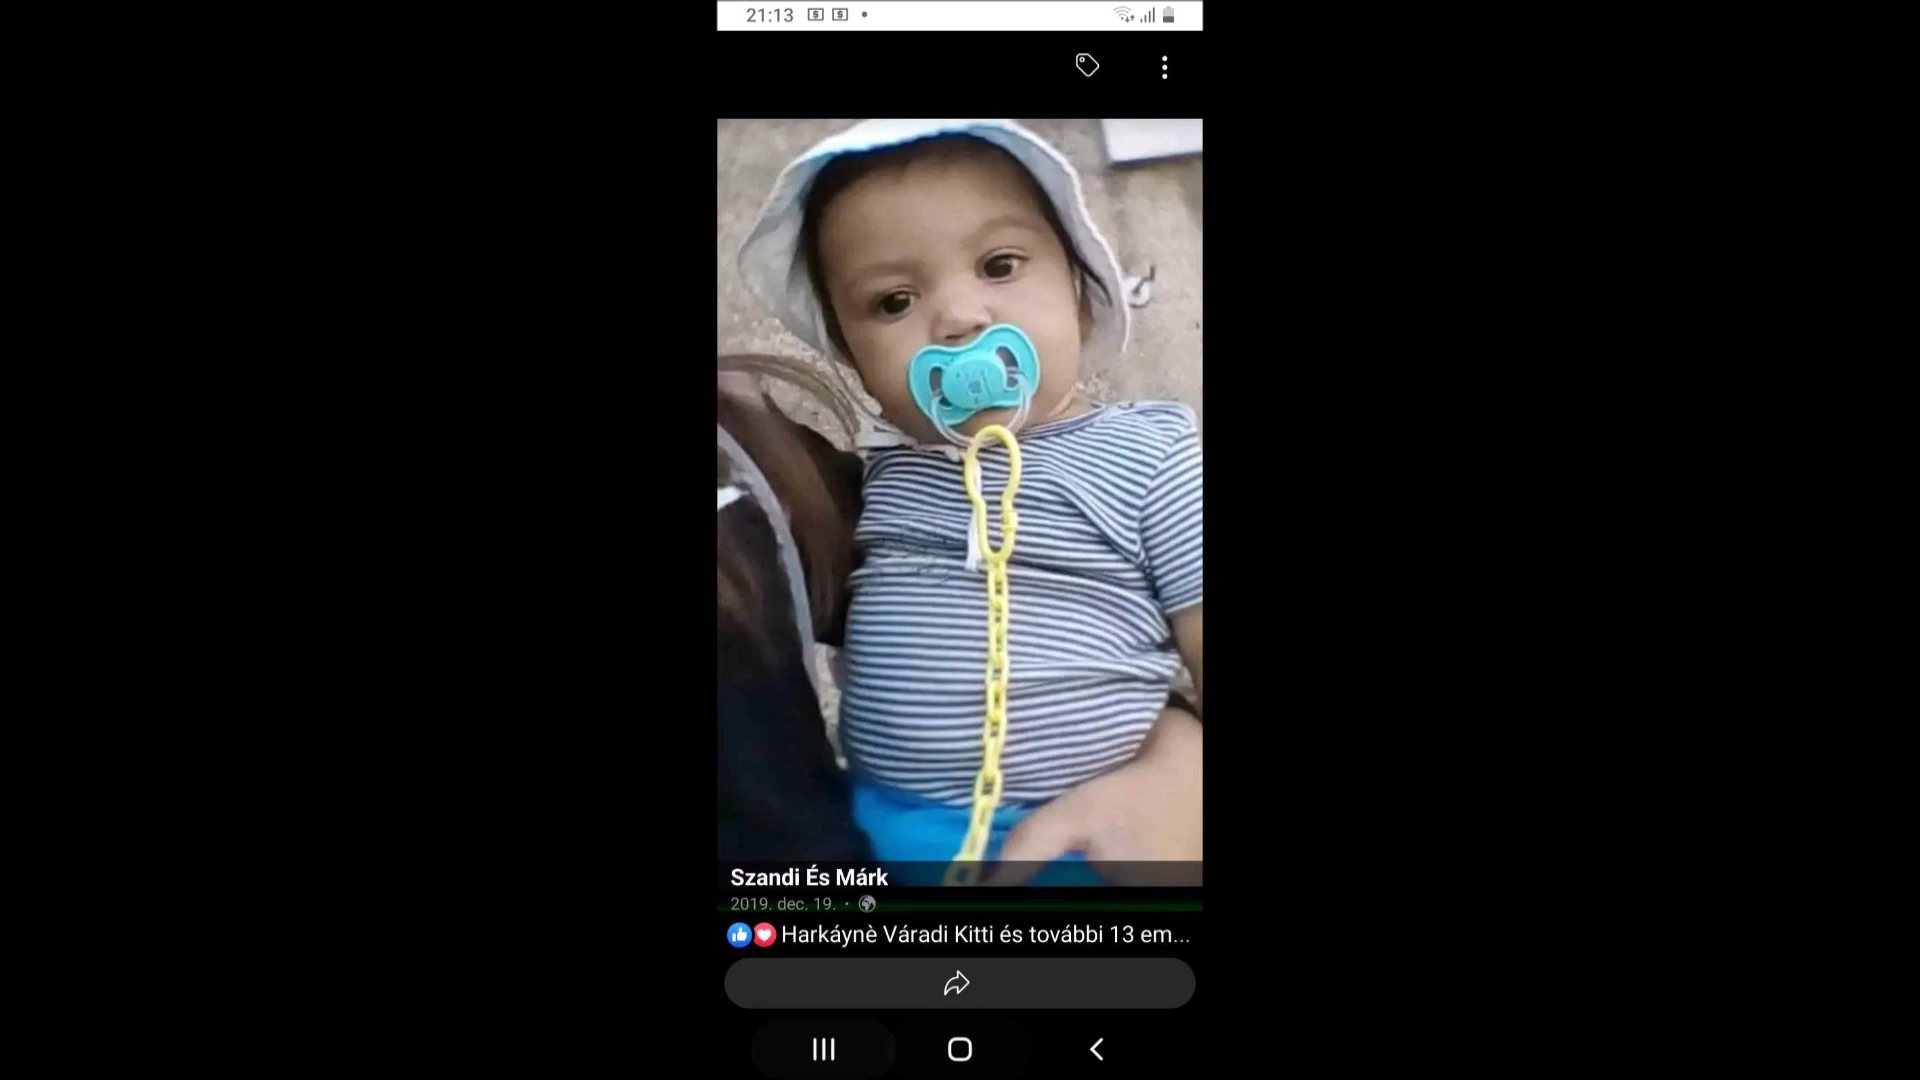 21:13
Szandi És Márk
2019. dec. 19. ·
Harkáynè Váradi Kitti és további 13 em...